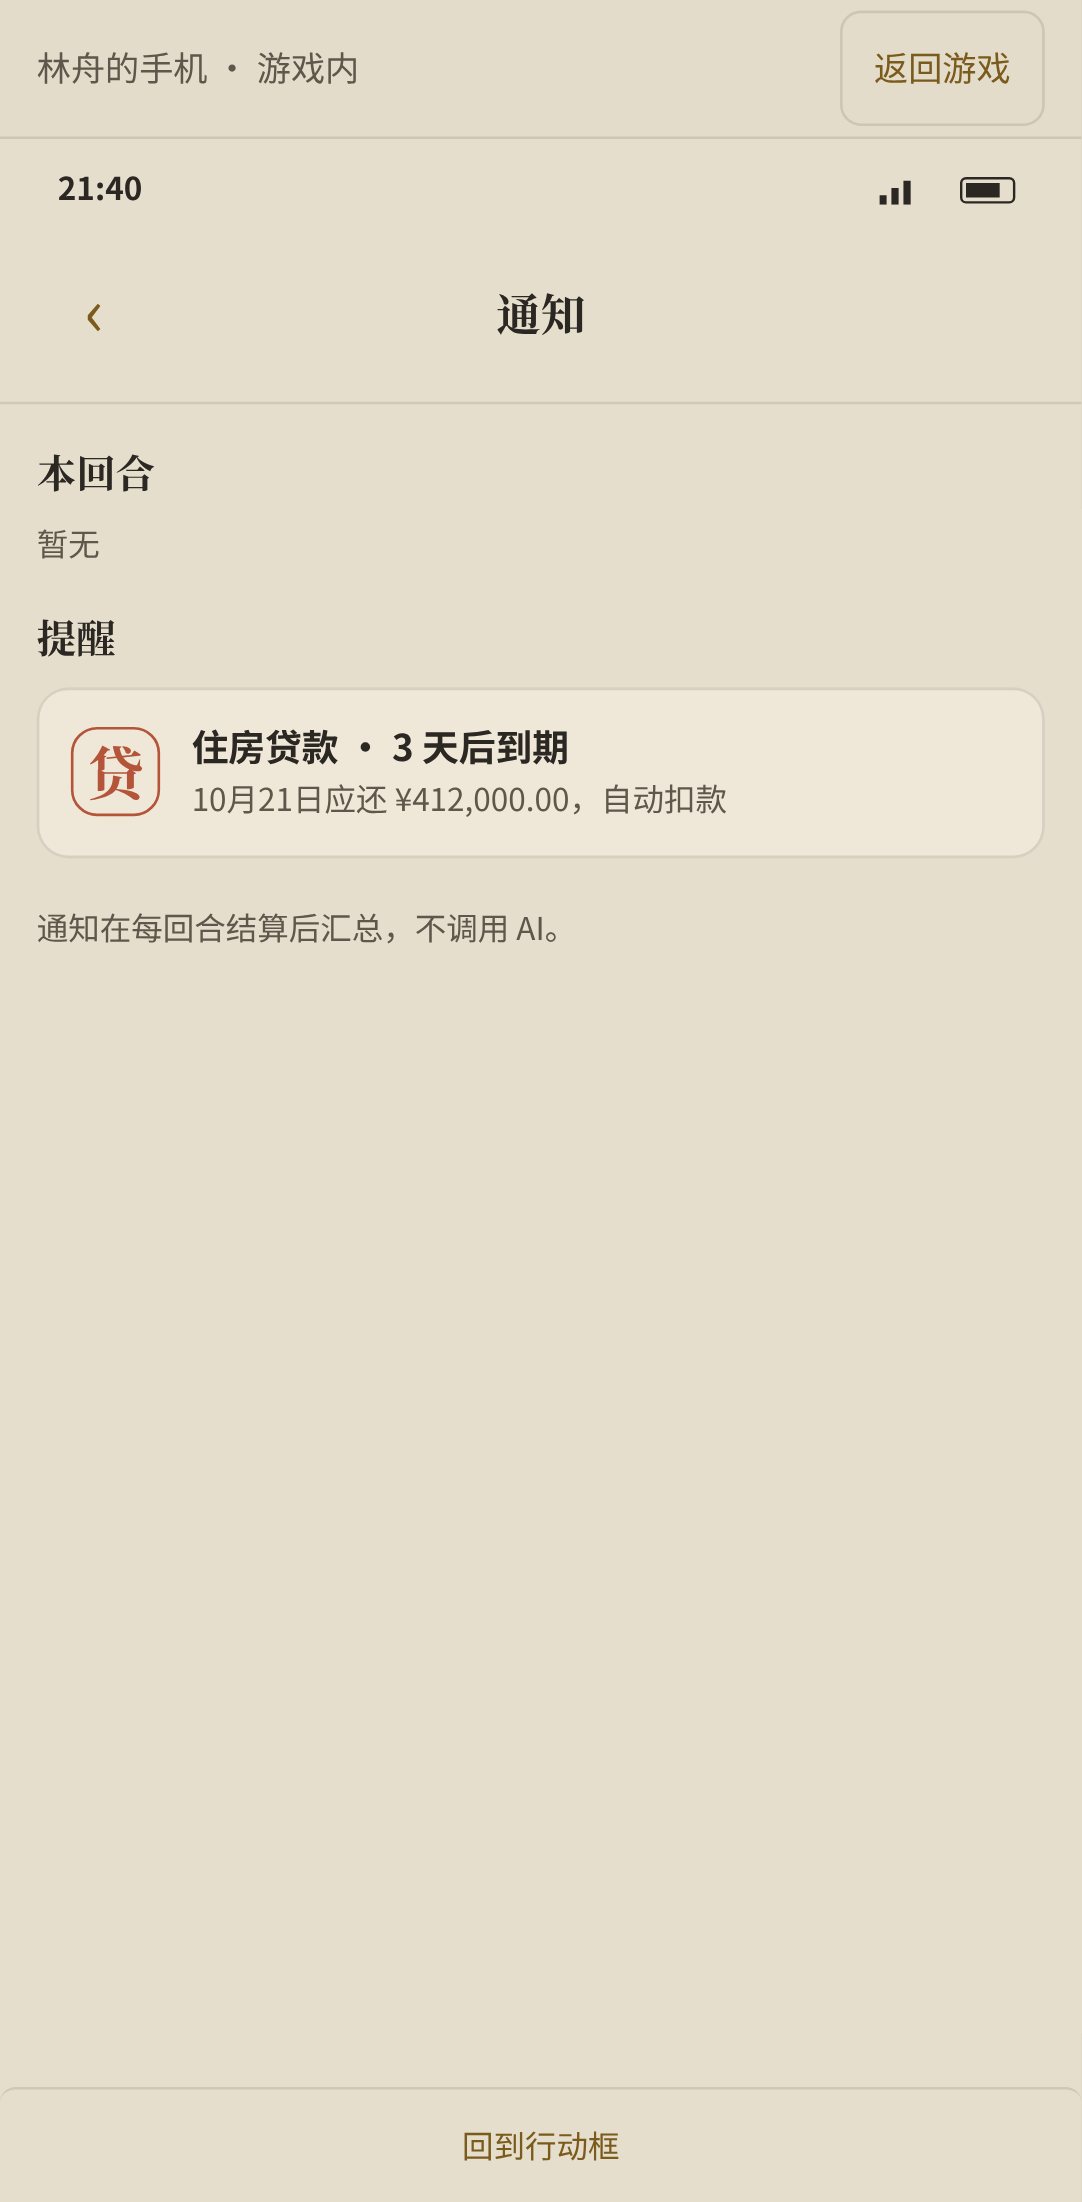 林舟的手机 · 游戏内
返回游戏
21:40
通知
本回合
暂无
提醒
贷
住房贷款 · 3 天后到期
10月21日应还 ¥412,000.00，自动扣款
通知在每回合结算后汇总，不调用 AI。
回到行动框